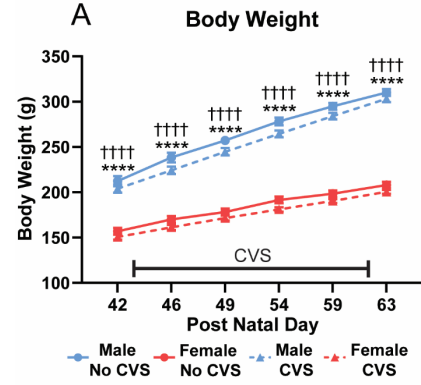 A
Body Weight
Body Weight (g)
350
300
250
200
150
100
††††
****
††††
****
††††
****
††††
****
††††
****
††††
****
CVS
42 46 49 54 59 63
Post Natal Day
Male No CVS
Female No CVS
Male CVS
Female CVS